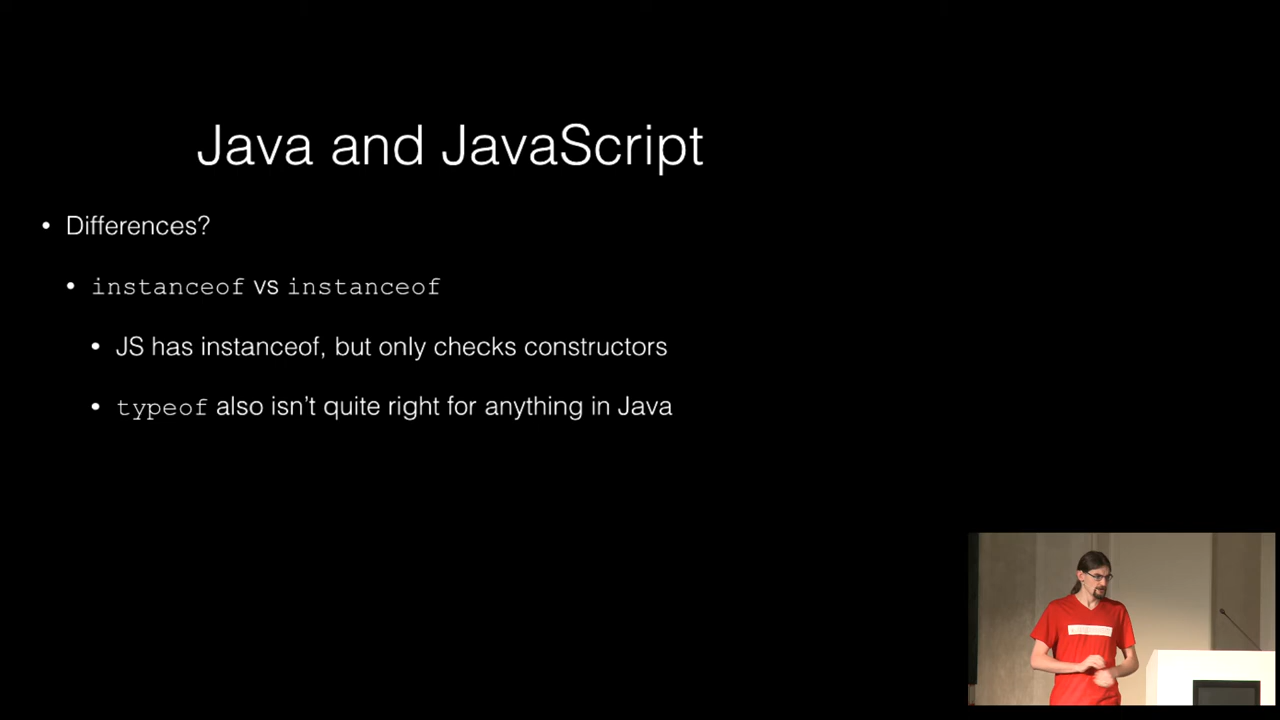 Java and JavaScript
• Differences?
• instanceof vs instanceof
• JS has instanceof, but only checks constructors
• typeof also isn't quite right for anything in Java